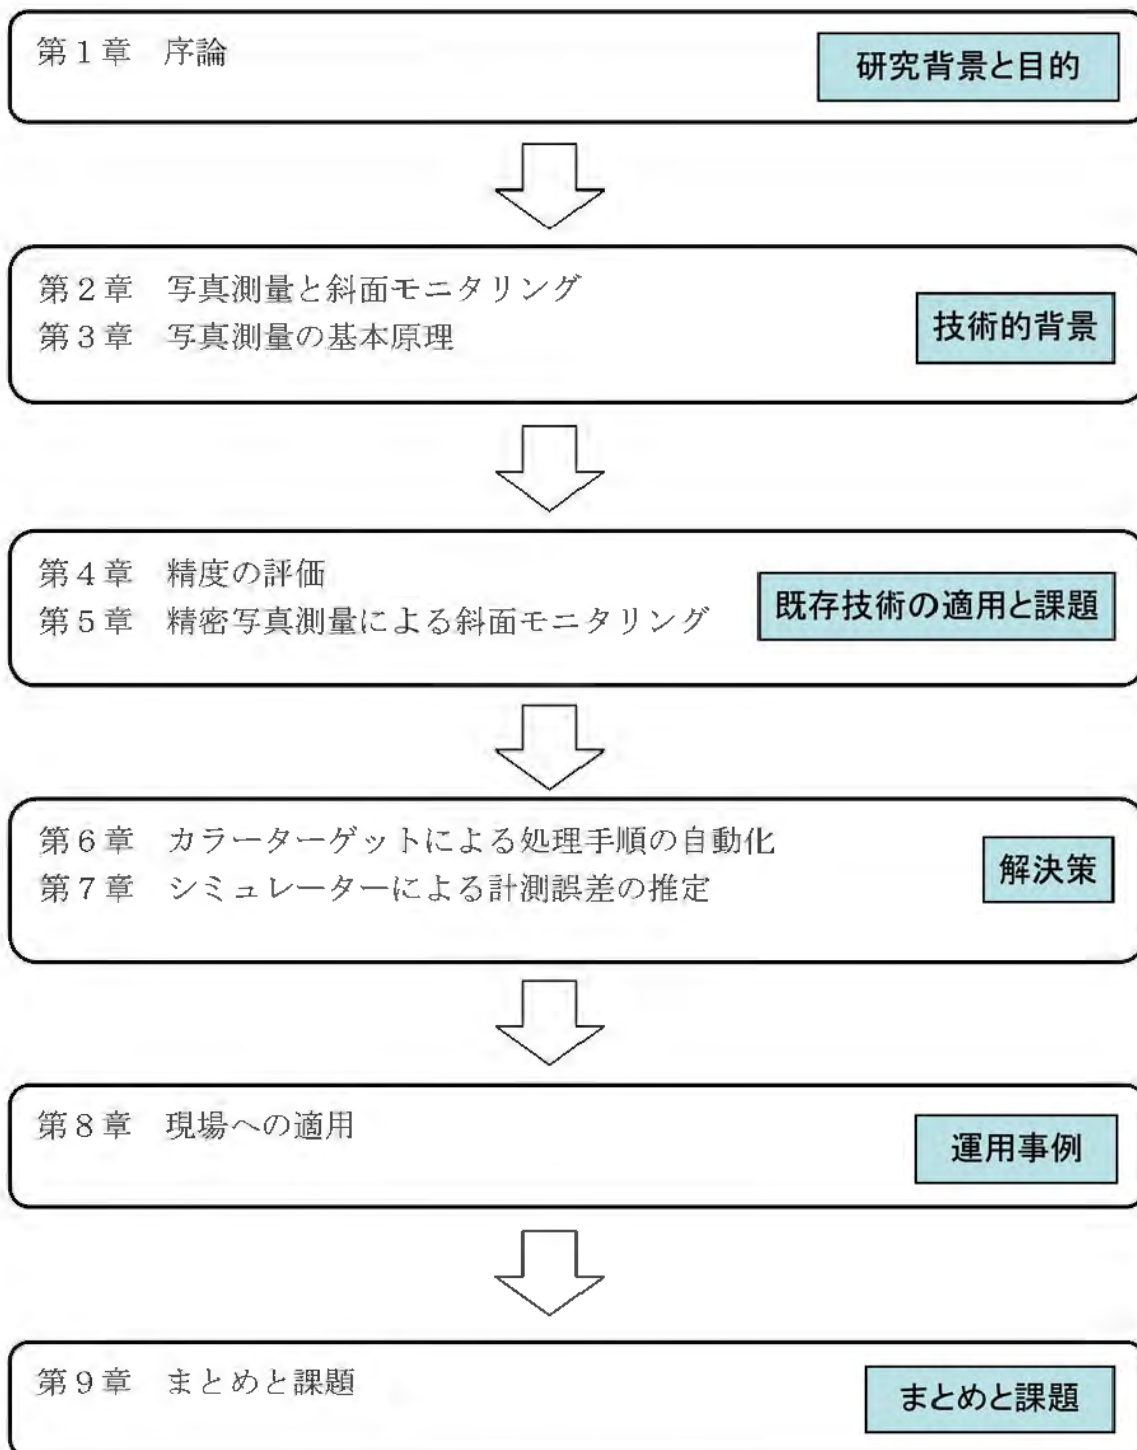 第１章　序論
研究背景と目的
第２章　写真測量と斜面モニタリング
第３章　写真測量の基本原理
技術的背景
第４章　精度の評価
第５章　精密写真測量による斜面モニタリング
既存技術の適用と課題
第６章　カラーターゲットによる処理手順の自動化
第７章　シミュレーターによる計測誤差の推定
解決策
第８章　現場への適用
運用事例
第９章　まとめと課題
まとめと課題